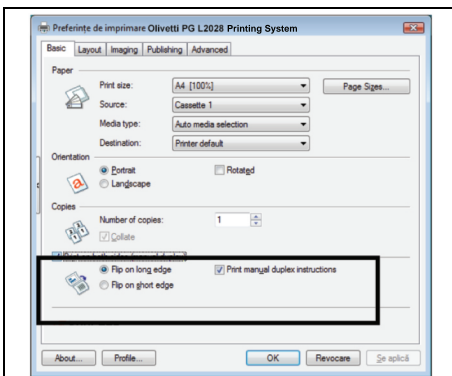 Preferințe de imprimare Olivetti PG L2028 Printing System
Basic Layout Imaging Publishing Advanced
Paper
Print size: A4 [100%] Page Sizes...
Source: Cassette 1
Media type: Auto media selection
Destination: Printer default
Orientation
Portrait Rotated
Landscape
Copies
Number of copies: 1
Collate
Flip on long edge Print manual duplex instructions
Flip on short edge
About... Profile... OK Revocare Se aplică